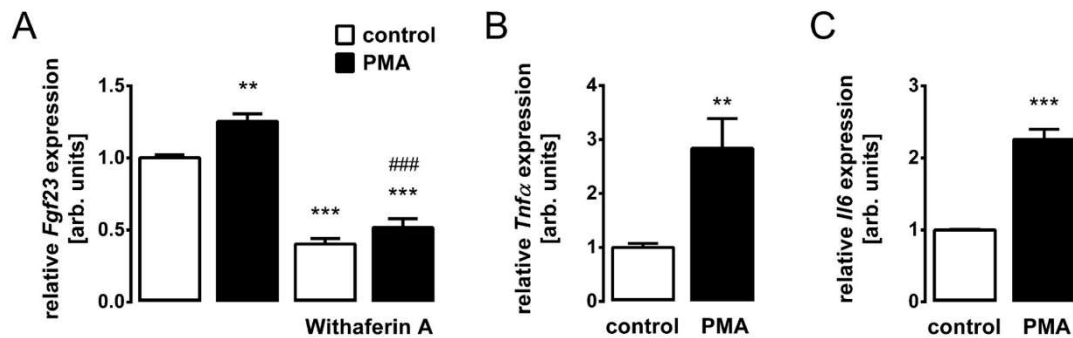 A
control
PMA
relative Fgf23 expression
[arb. units]
1.5
1.0
0.5
0.0
**
***
###
***
Withaferin A
B
relative Tnfα expression
[arb. units]
4
3
2
1
0
**
control PMA
C
relative Il6 expression
[arb. units]
3
2
1
0
***
control PMA